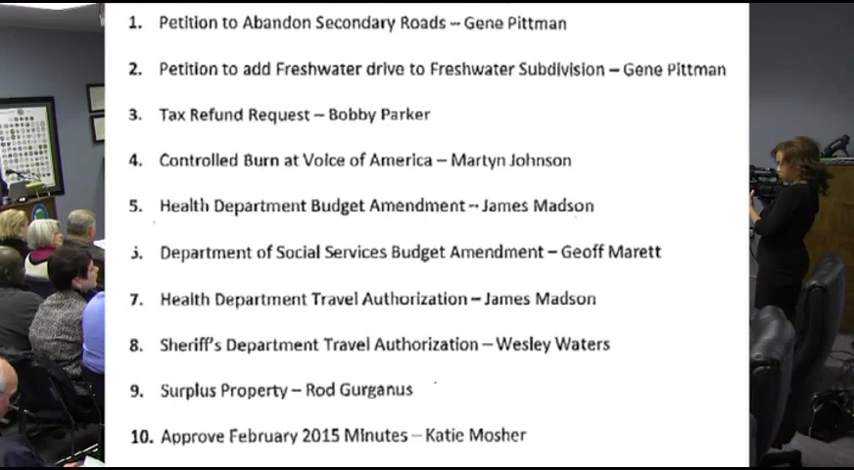 1. Petition to Abandon Secondary Roads – Gene Pittman
2. Petition to add Freshwater drive to Freshwater Subdivision – Gene Pittman
3. Tax Refund Request – Bobby Parker
4. Controlled Burn at Voice of America – Martyn Johnson
5. Health Department Budget Amendment – James Madson
Department of Social Services Budget Amendment – Geoff Marett
7. Health Department Travel Authorization – James Madson
8. Sheriff's Department Travel Authorization – Wesley Waters
9. Surplus Property – Rod Gurganus
10. Approve February 2015 Minutes – Katie Mosher